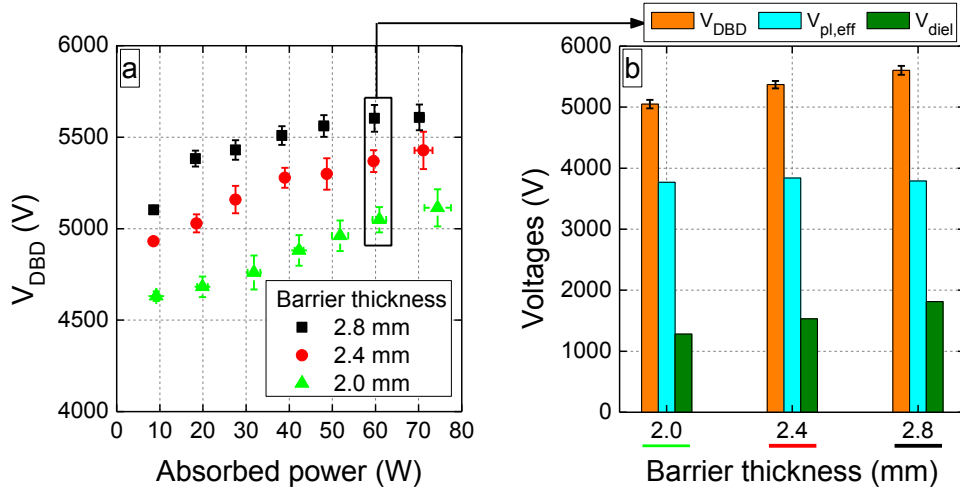 V_DBD V_pl,eff V_diel
a
6000
5500
5000
4500
4000
V_DBD (V)
Barrier thickness
2.8 mm
2.4 mm
2.0 mm
0 10 20 30 40 50 60 70 80
Absorbed power (W)
b
6000
5000
4000
3000
2000
1000
0
Voltages (V)
2.0 2.4 2.8
Barrier thickness (mm)